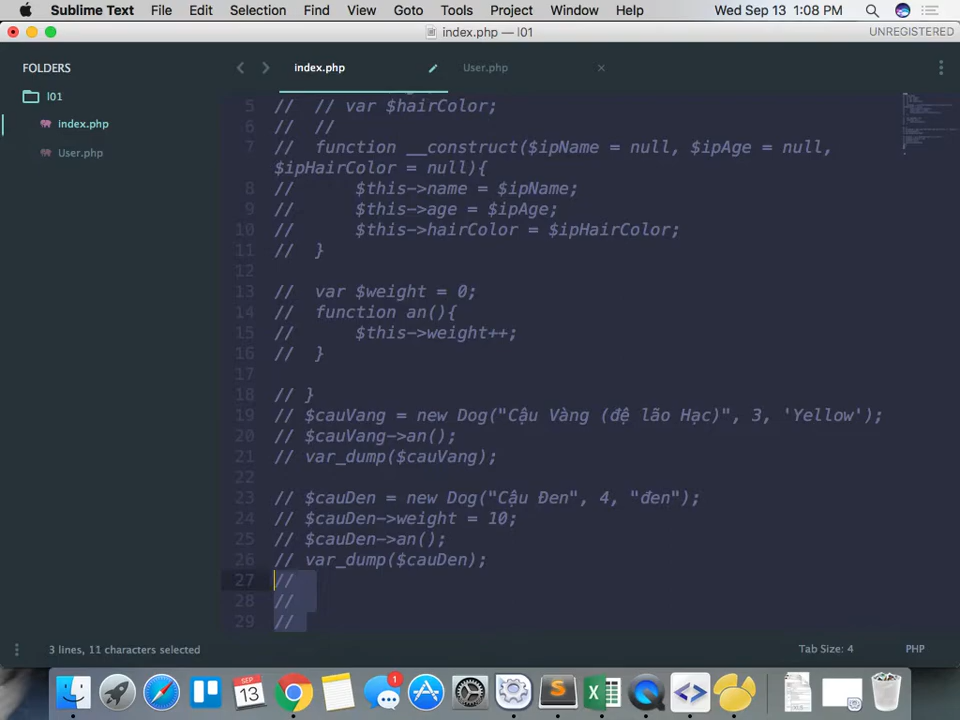 Sublime Text File Edit Selection Find View Goto Tools Project Window Help Wed Sep 13 1:08 PM
index.php — l01 UNREGISTERED
FOLDERS
l01
index.php
User.php
index.php User.php
5 // // var $hairColor;
6 // //
7 // function __construct($ipName = null, $ipAge = null,
$ipHairColor = null){
8 // $this->name = $ipName;
9 // $this->age = $ipAge;
10 // $this->hairColor = $ipHairColor;
11 // }
12
13 // var $weight = 0;
14 // function an(){
15 // $this->weight++;
16 // }
17
18 // }
19 // $cauVang = new Dog("Cậu Vàng (đệ lão Hạc)", 3, 'Yellow');
20 // $cauVang->an();
21 // var_dump($cauVang);
22
23 // $cauDen = new Dog("Cậu Đen", 4, "đen");
24 // $cauDen->weight = 10;
25 // $cauDen->an();
26 // var_dump($cauDen);
27 //
28 //
29 //
3 lines, 11 characters selected Tab Size: 4 PHP
SEP
13
1